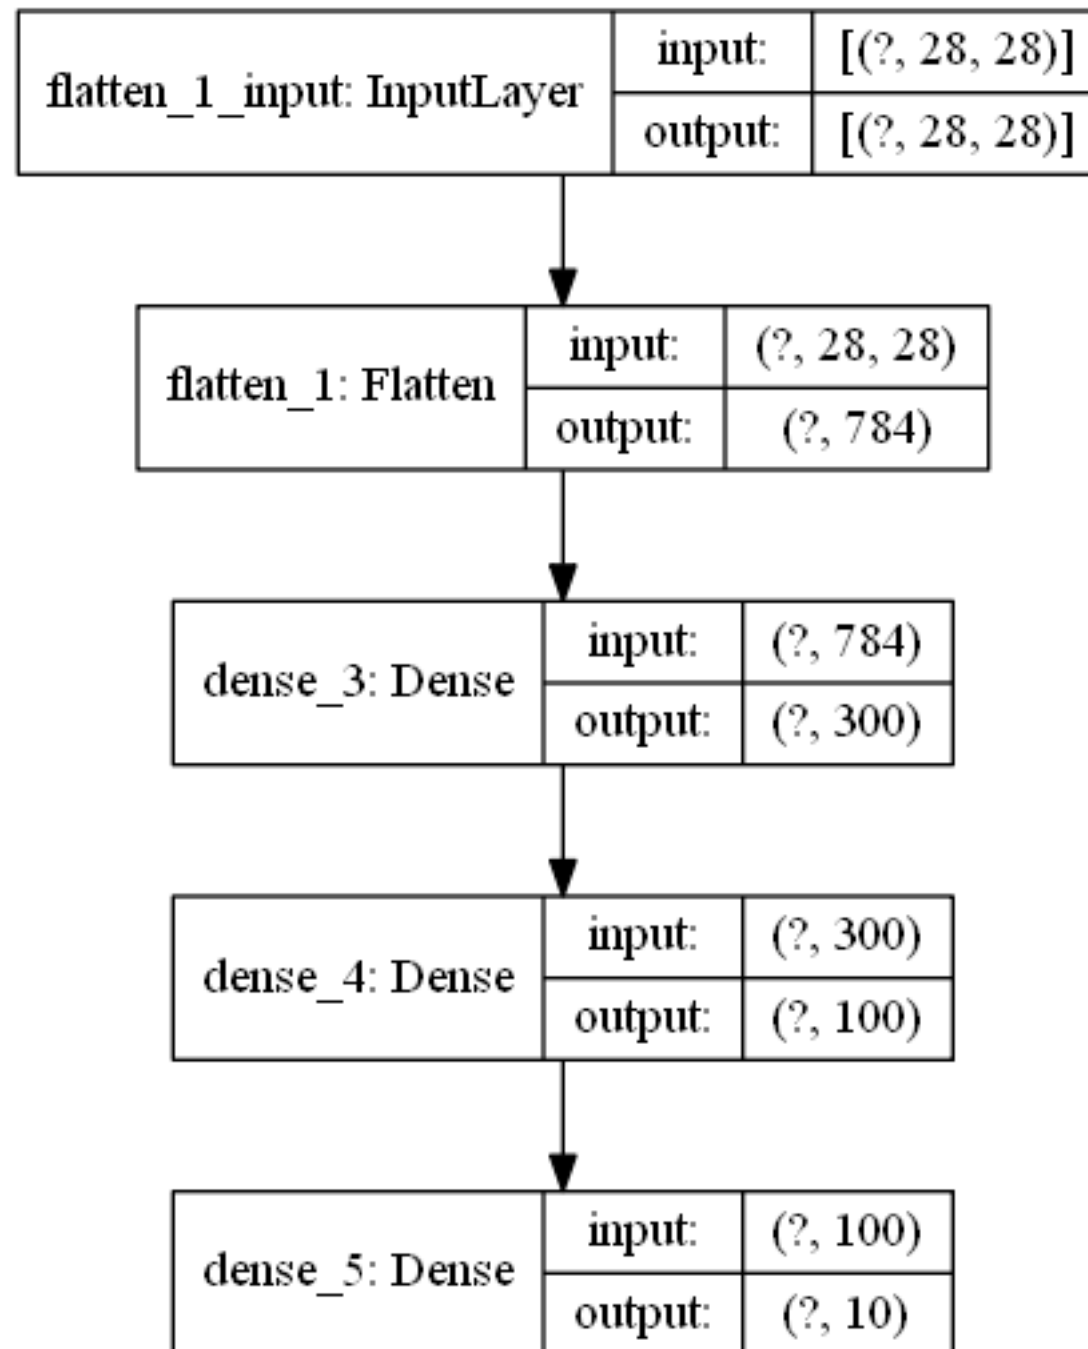 flatten_1_input: InputLayer
input: [(?, 28, 28)]
output: [(?, 28, 28)]
flatten_1: Flatten
input: (?, 28, 28)
output: (?, 784)
dense_3: Dense
input: (?, 784)
output: (?, 300)
dense_4: Dense
input: (?, 300)
output: (?, 100)
dense_5: Dense
input: (?, 100)
output: (?, 10)